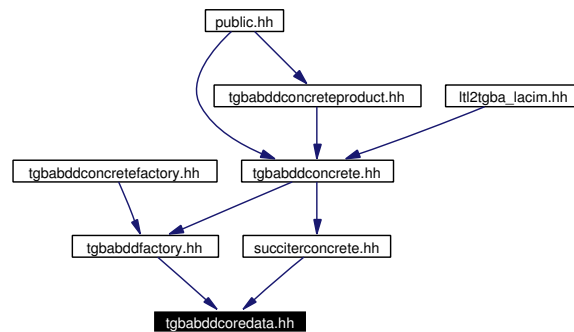 public.hh
tgbabddconcreteproduct.hh
ltl2tgba_lacim.hh
tgbabddconcretefactory.hh
tgbabddconcrete.hh
tgbabddfactory.hh
succiterconcrete.hh
tgbabddcoredata.hh